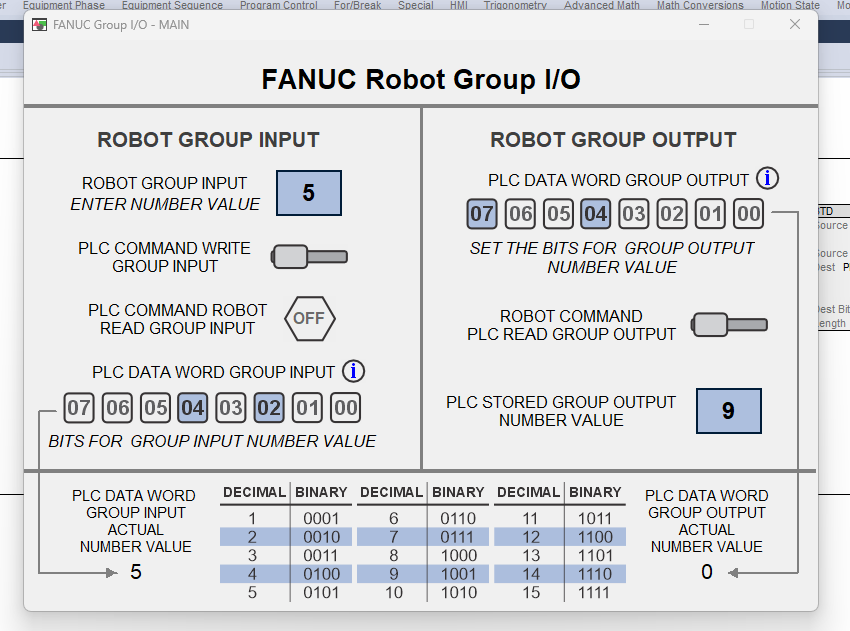 Equipment Phase Equipment Sequence Program Control For/Break Special HMI Trigonometry Advanced Math Math Conversions Motion State
FANUC Group I/O - MAIN
FANUC Robot Group I/O
ROBOT GROUP INPUT
ROBOT GROUP INPUT
ENTER NUMBER VALUE
5
PLC COMMAND WRITE
GROUP INPUT
PLC COMMAND ROBOT
READ GROUP INPUT
OFF
PLC DATA WORD GROUP INPUT i
07 06 05 04 03 02 01 00
BITS FOR GROUP INPUT NUMBER VALUE
ROBOT GROUP OUTPUT
PLC DATA WORD GROUP OUTPUT i
07 06 05 04 03 02 01 00
SET THE BITS FOR GROUP OUTPUT
NUMBER VALUE
ROBOT COMMAND
PLC READ GROUP OUTPUT
PLC STORED GROUP OUTPUT
NUMBER VALUE
9
PLC DATA WORD
GROUP INPUT
ACTUAL
NUMBER VALUE
5
DECIMAL BINARY DECIMAL BINARY DECIMAL BINARY
1 0001 6 0110 11 1011
2 0010 7 0111 12 1100
3 0011 8 1000 13 1101
4 0100 9 1001 14 1110
5 0101 10 1010 15 1111
PLC DATA WORD
GROUP OUTPUT
ACTUAL
NUMBER VALUE
0
TD
Source
Source
Dest P
Dest Bit
Length